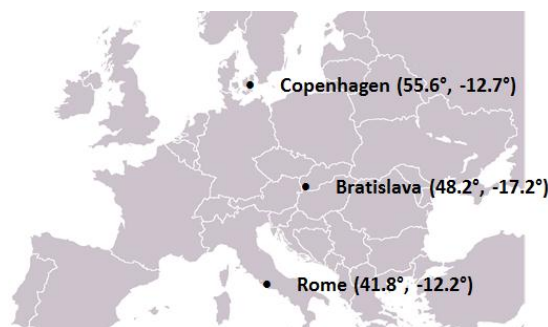 Copenhagen (55.6°, -12.7°)
Bratislava (48.2°, -17.2°)
Rome (41.8°, -12.2°)